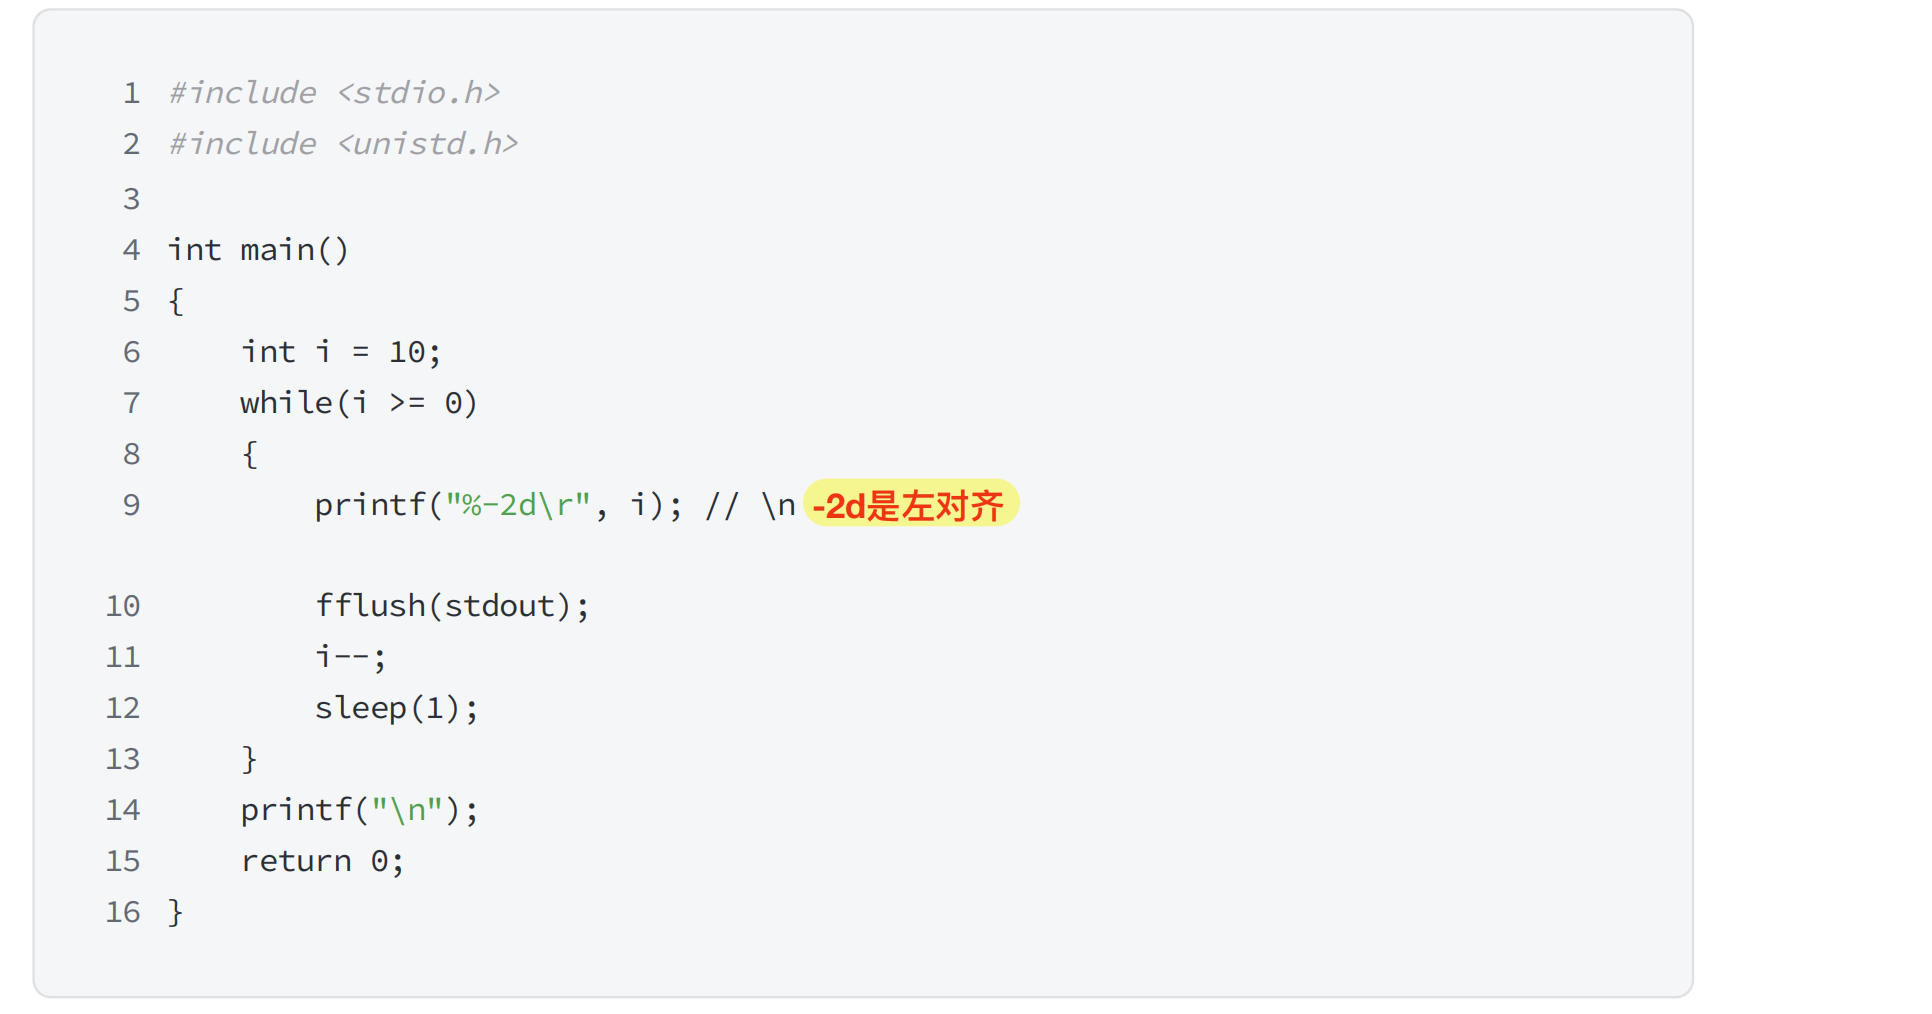 1 #include <stdio.h>
2 #include <unistd.h>
3
4 int main()
5 {
6     int i = 10;
7     while(i >= 0)
8     {
9         printf("%-2d\r", i); // \n -2d是左对齐
10         fflush(stdout);
11         i--;
12         sleep(1);
13     }
14     printf("\n");
15     return 0;
16 }